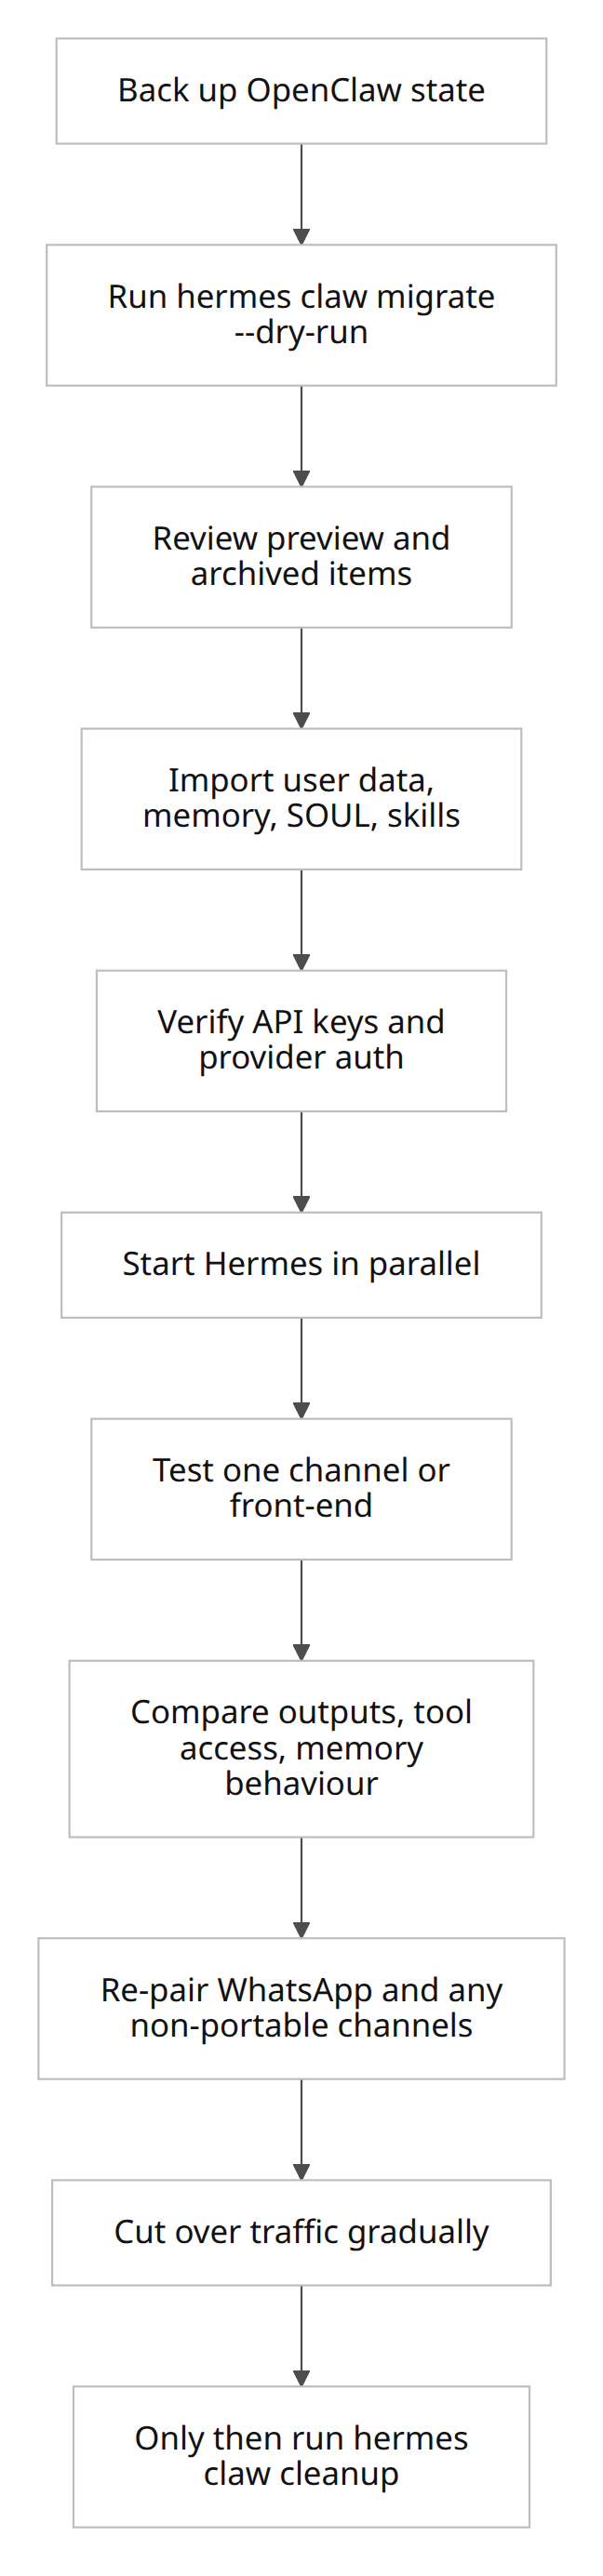 Back up OpenClaw state
Run hermes claw migrate
--dry-run
Review preview and
archived items
Import user data,
memory, SOUL, skills
Verify API keys and
provider auth
Start Hermes in parallel
Test one channel or
front-end
Compare outputs, tool
access, memory
behaviour
Re-pair WhatsApp and any
non-portable channels
Cut over traffic gradually
Only then run hermes
claw cleanup